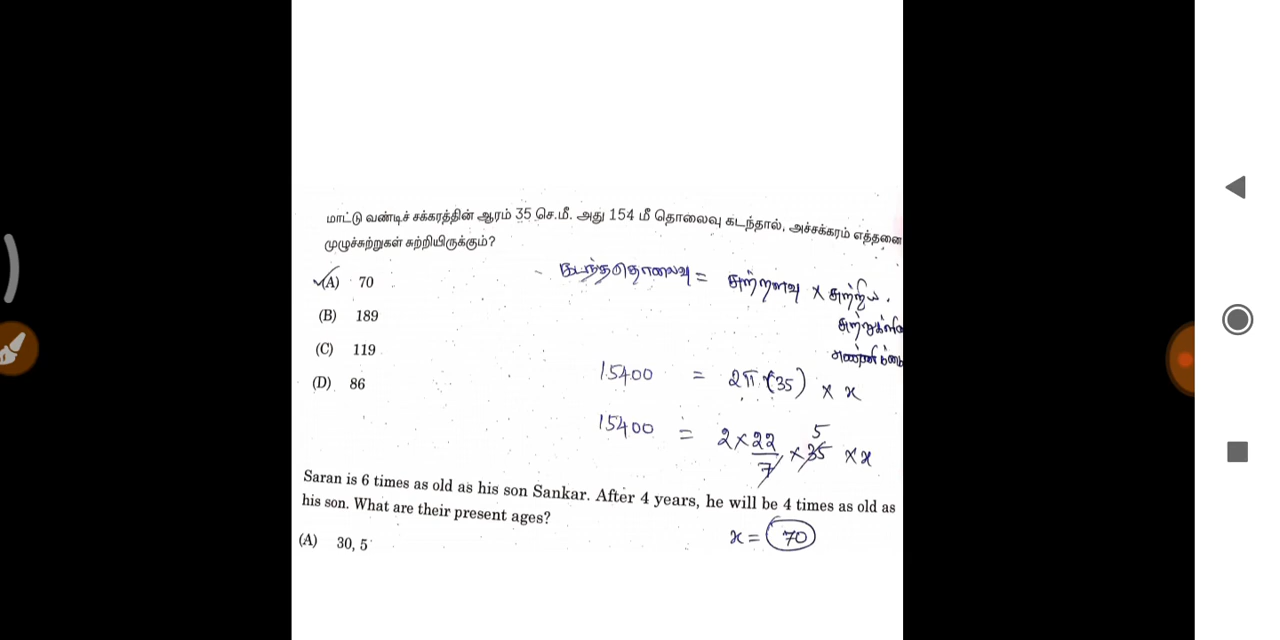 மாட்டு வண்டிச் சக்கரத்தின் ஆரம் 35 செ.மீ. அது 154 மீ தொலைவு கடந்தால், அச்சக்கரம் எத்தனை
முழுச்சுற்றுகள் சுற்றியிருக்கும்?
(A) 70
(B) 189
(C) 119
(D) 86
கடந்ததொலைவு = சுற்றளவு × சுற்றிய
15400 = 2π (35) × x
15400 = 2 × 22/7 × 35 × x
5
x = 70
Saran is 6 times as old as his son Sankar. After 4 years, he will be 4 times as old as
his son. What are their present ages?
(A) 30, 5